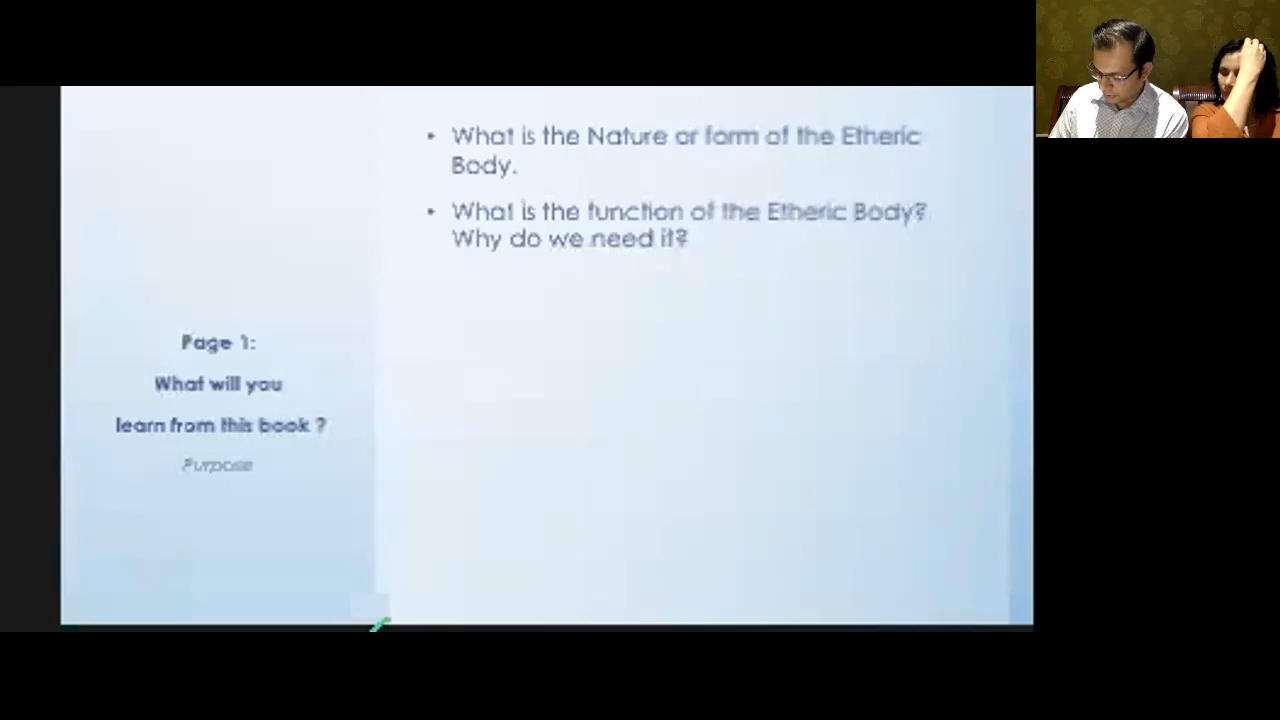 • What is the Nature or form of the Etheric
Body.
• What is the function of the Etheric Body?
Why do we need it?
Page 1:
What will you
learn from this book ?
Purpose